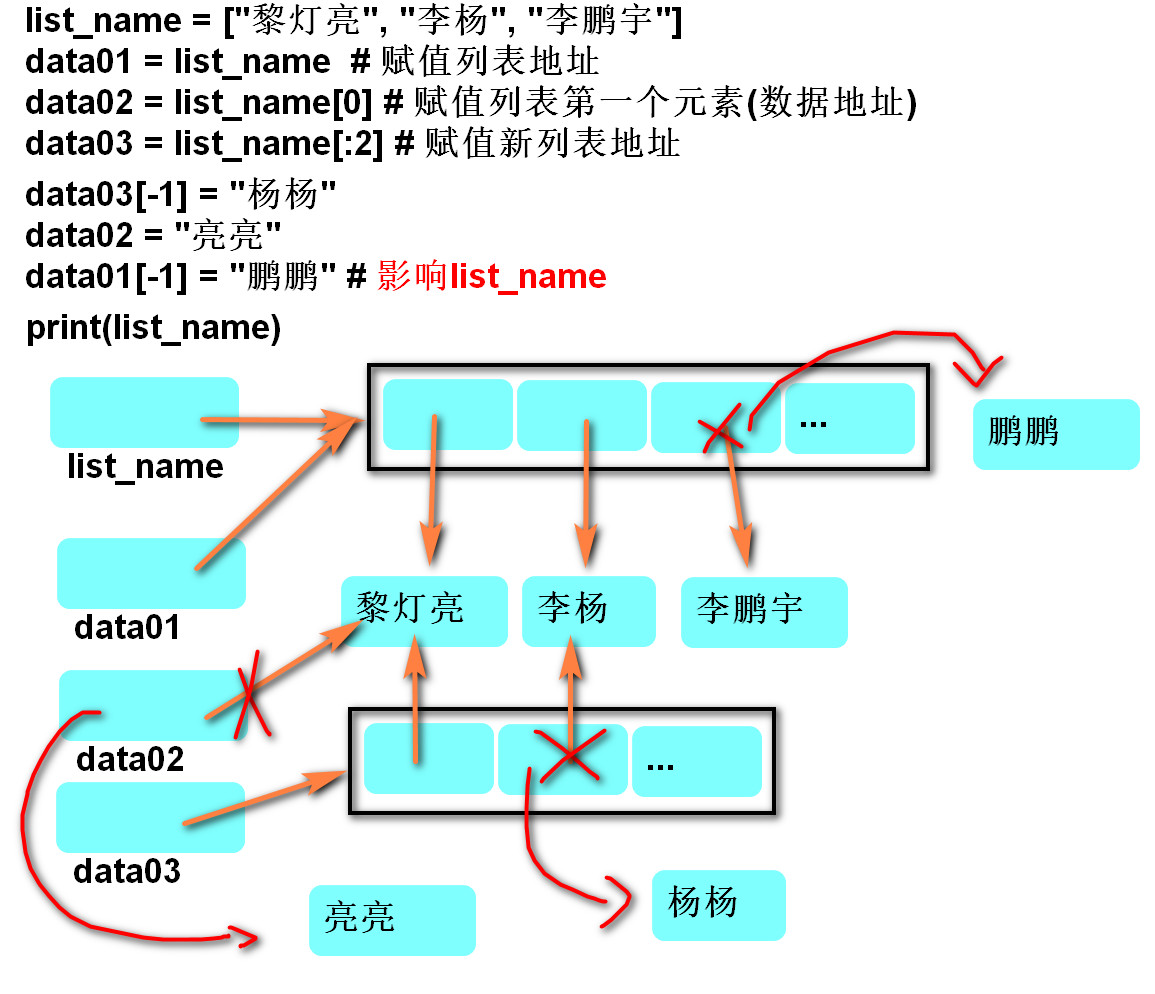 list_name = ["黎灯亮", "李杨", "李鹏宇"]
data01 = list_name  # 赋值列表地址
data02 = list_name[0] # 赋值列表第一个元素(数据地址)
data03 = list_name[:2] # 赋值新列表地址
data03[-1] = "杨杨"
data02 = "亮亮"
data01[-1] = "鹏鹏" # 影响list_name
print(list_name)
...
鹏鹏
list_name
黎灯亮
李杨
李鹏宇
data01
data02
...
data03
亮亮
杨杨